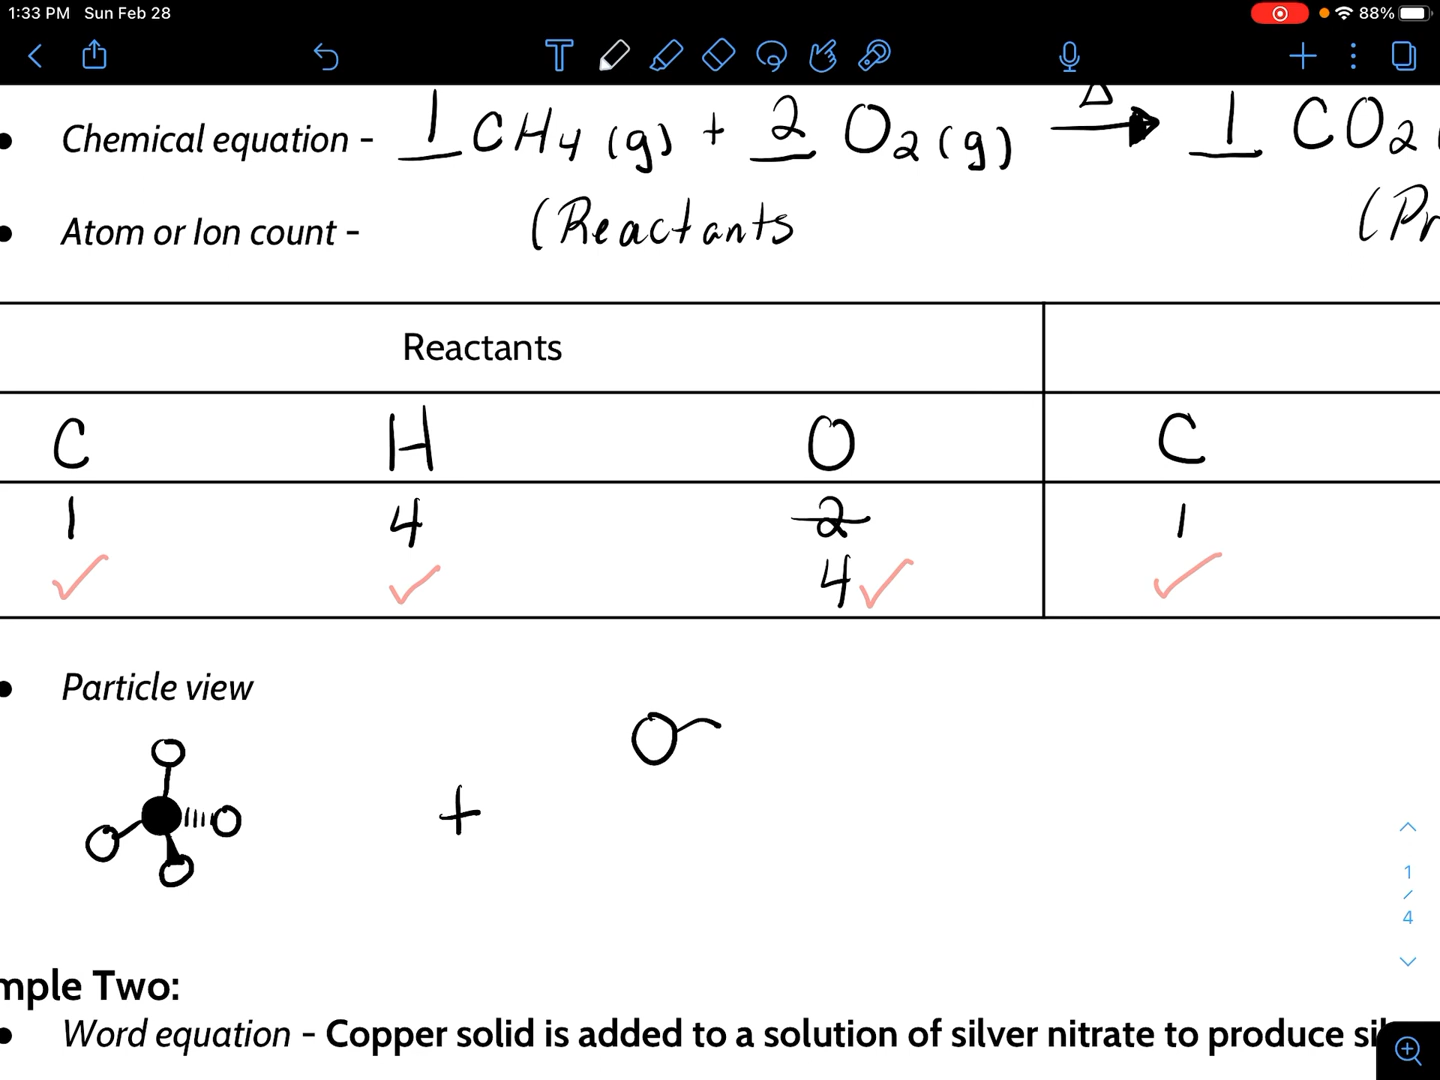 1:33 PM Sun Feb 28 88%
Chemical equation - 1 CH4 (g) + 2 O2 (g) Δ → 1 CO2 (
Atom or Ion count - (Reactants (Pr
Reactants
C H O C
1 4 2 1
4
Particle view
+
1
/
4
mple Two:
Word equation - Copper solid is added to a solution of silver nitrate to produce sil